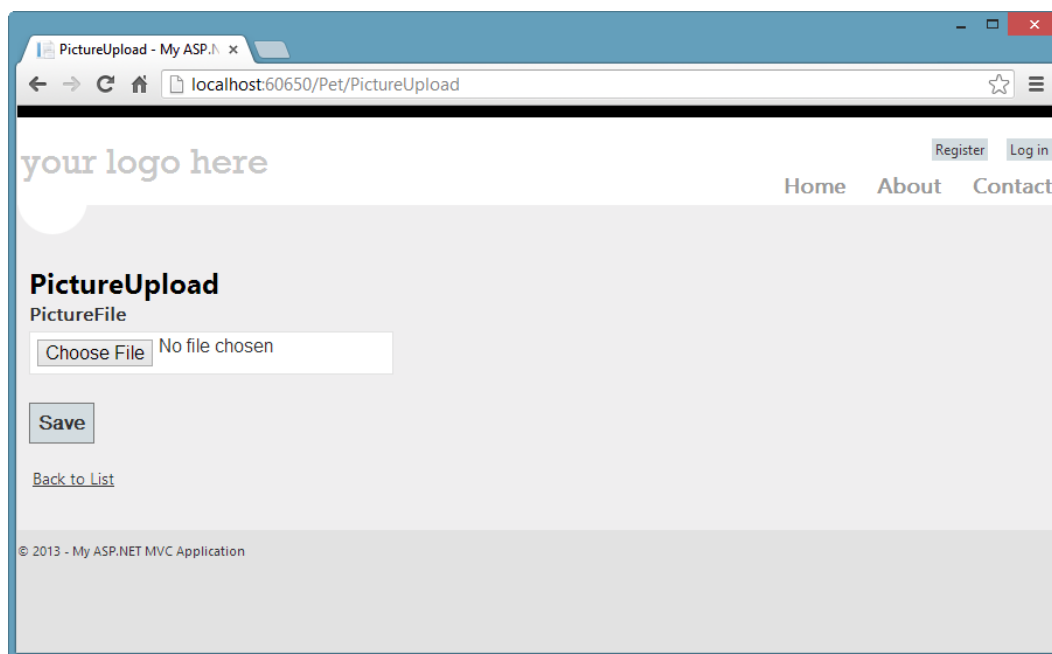 PictureUpload - My ASP.N
localhost:60650/Pet/PictureUpload
your logo here
Register Log in
Home About Contact
PictureUpload
PictureFile
Choose File No file chosen
Save
Back to List
© 2013 - My ASP.NET MVC Application